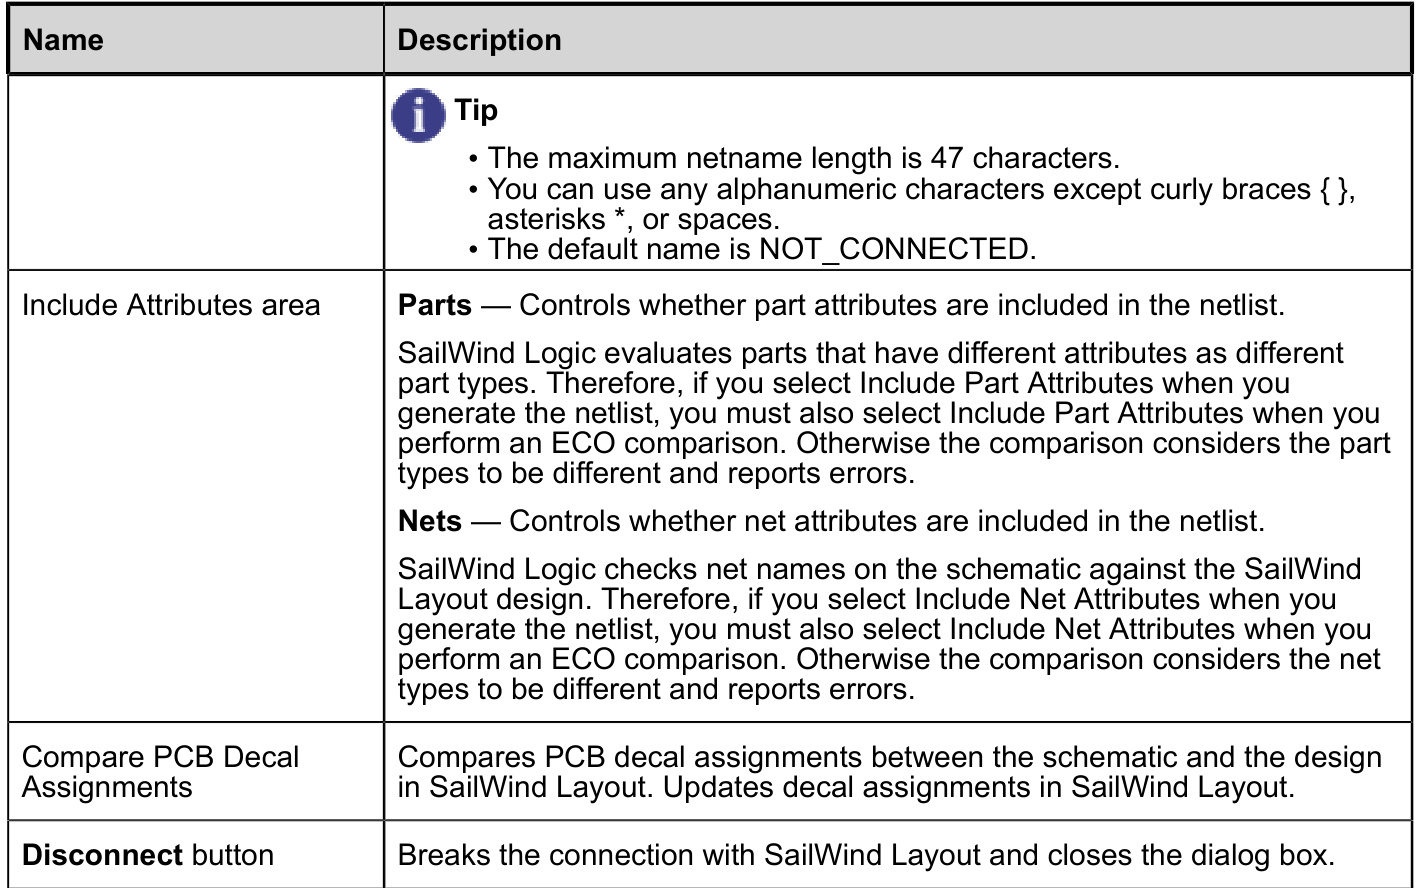 Name
Description
Tip
• The maximum netname length is 47 characters.
• You can use any alphanumeric characters except curly braces { },
asterisks *, or spaces.
• The default name is NOT_CONNECTED.
Include Attributes area
Parts — Controls whether part attributes are included in the netlist.
SailWind Logic evaluates parts that have different attributes as different
part types. Therefore, if you select Include Part Attributes when you
generate the netlist, you must also select Include Part Attributes when you
perform an ECO comparison. Otherwise the comparison considers the part
types to be different and reports errors.
Nets — Controls whether net attributes are included in the netlist.
SailWind Logic checks net names on the schematic against the SailWind
Layout design. Therefore, if you select Include Net Attributes when you
generate the netlist, you must also select Include Net Attributes when you
perform an ECO comparison. Otherwise the comparison considers the net
types to be different and reports errors.
Compare PCB Decal
Assignments
Compares PCB decal assignments between the schematic and the design
in SailWind Layout. Updates decal assignments in SailWind Layout.
Disconnect button
Breaks the connection with SailWind Layout and closes the dialog box.